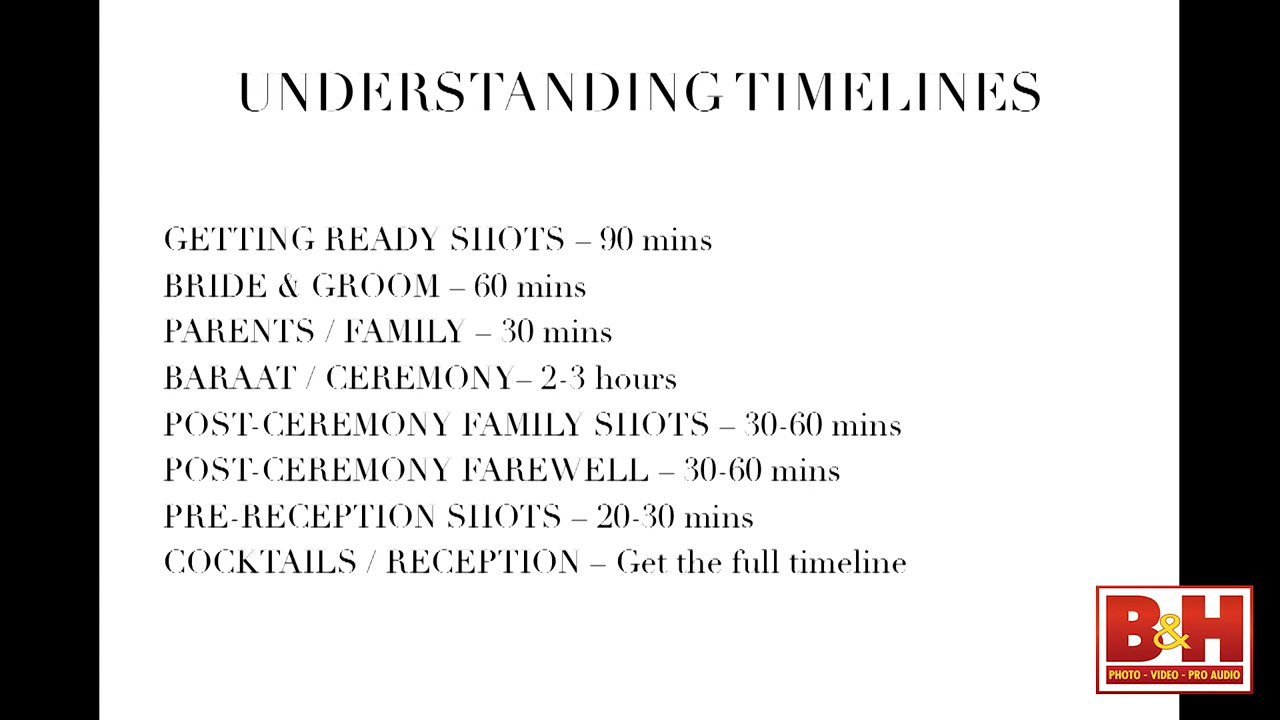 UNDERSTANDING TIMELINES
GETTING READY SHOTS – 90 mins
BRIDE & GROOM – 60 mins
PARENTS / FAMILY – 30 mins
BARAAT / CEREMONY– 2-3 hours
POST-CEREMONY FAMILY SHOTS – 30-60 mins
POST-CEREMONY FAREWELL – 30-60 mins
PRE-RECEPTION SHOTS – 20-30 mins
COCKTAILS / RECEPTION – Get the full timeline
B&H
PHOTO - VIDEO - PRO AUDIO